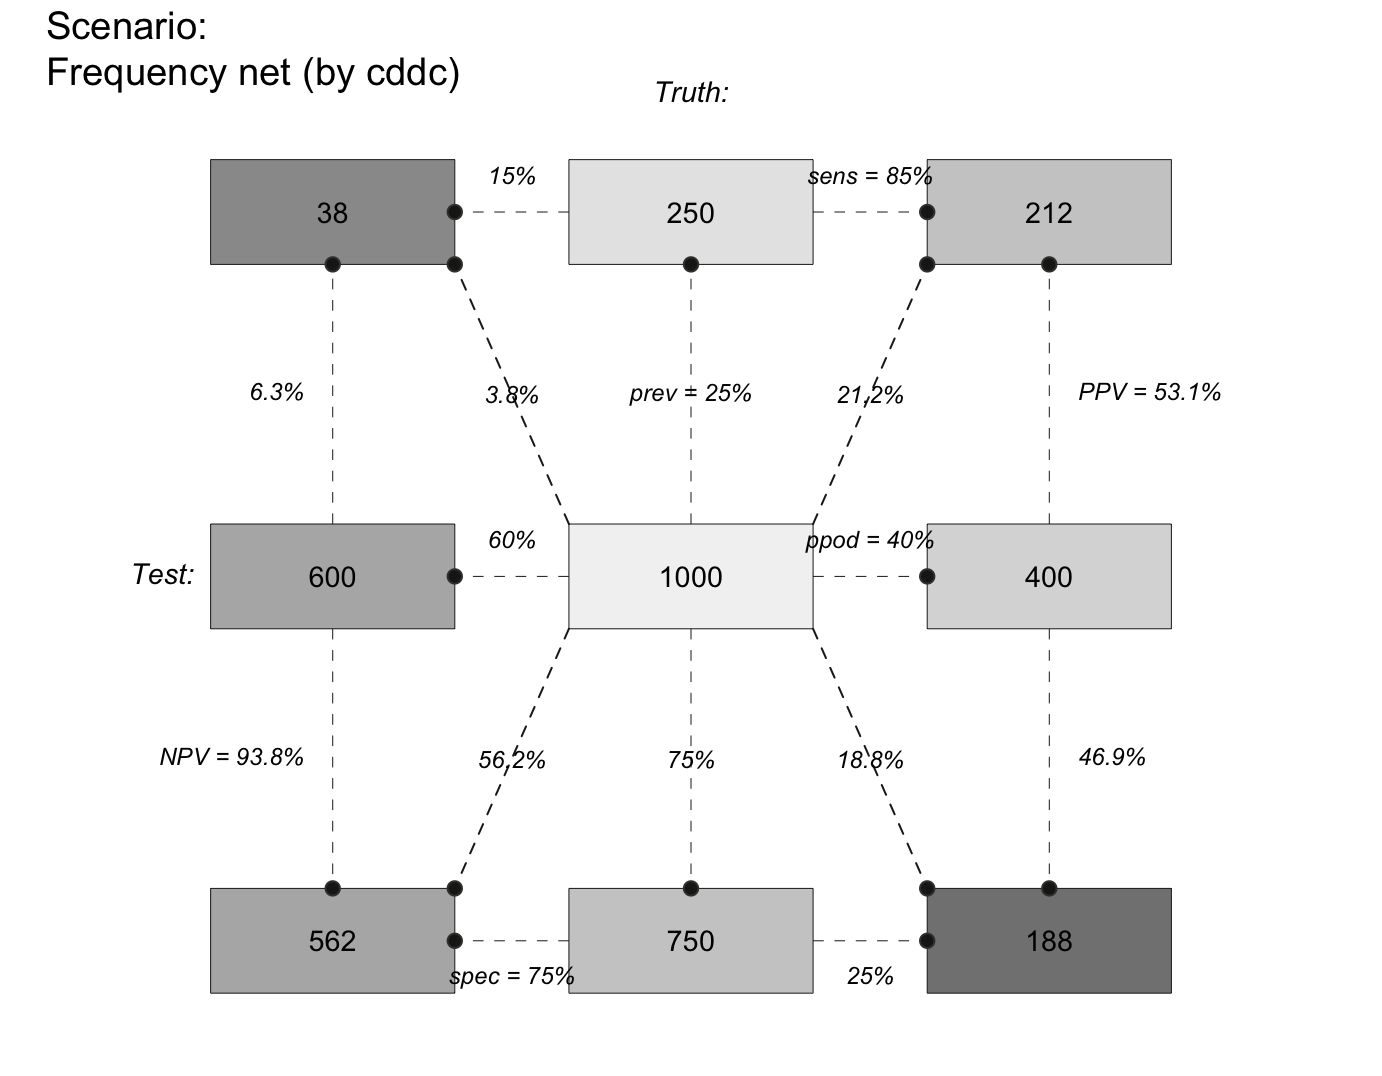 Scenario:
Frequency net (by cddc)
Truth:
15%
sens = 85%
38
250
212
6.3%
3.8%
prev = 25%
21.2%
PPV = 53.1%
60%
ppod = 40%
Test:
600
1000
400
NPV = 93.8%
56.2%
75%
18.8%
46.9%
562
750
188
spec = 75%
25%